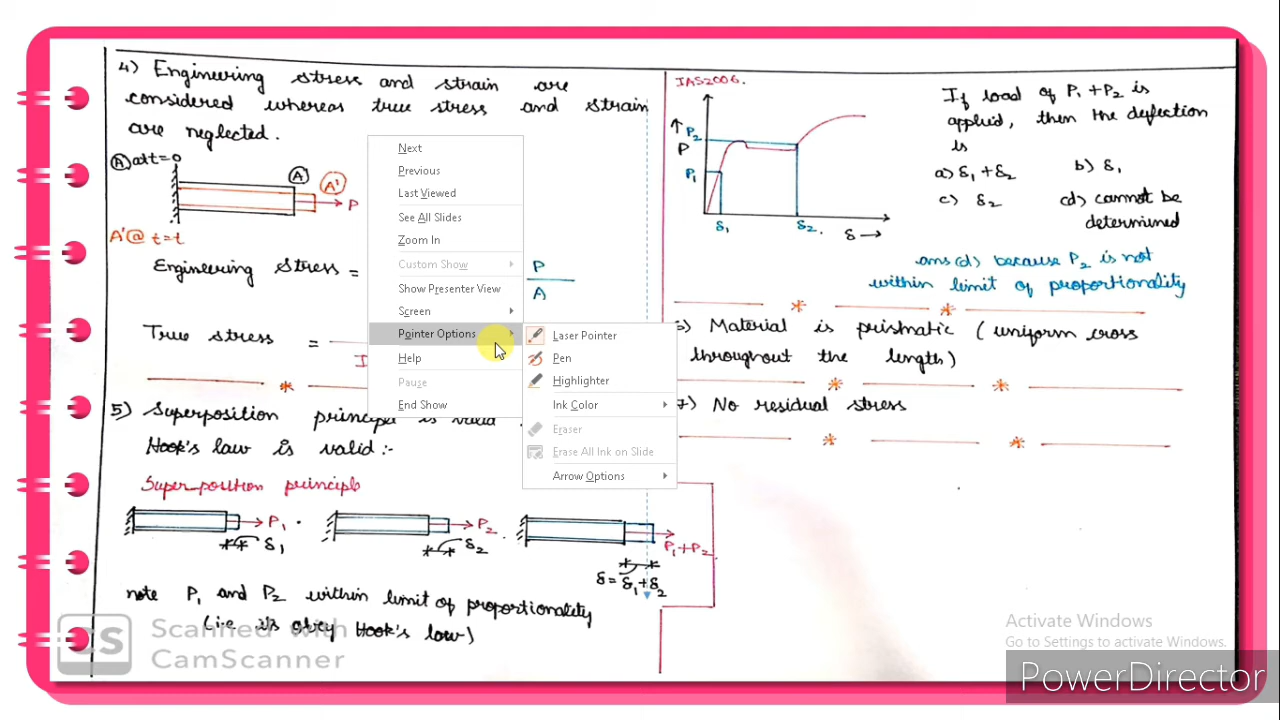 4) Engineering stress and strain are
considered whereas true stress and strain
are neglected.
A at t=0
A
A'
P
A'@ t=t
Engineering stress =
P
A
True stress =
5) Superposition principle is valid
Hook's law is valid :-
Superposition principle
P1
δ1
P2
δ2
P1+P2
δ = δ1+δ2
note P1 and P2 within limit of proportionality
(i.e. it's obey Hook's law)
Next
Previous
Last Viewed
See All Slides
Zoom In
Custom Show
Show Presenter View
Screen
Pointer Options
Help
Pause
End Show
Laser Pointer
Pen
Highlighter
Ink Color
Eraser
Erase All Ink on Slide
Arrow Options
IAS2006.
P2
P
P1
δ1
δ2.
δ
If load of P1+P2 is
applied, then the deflection
is
a) δ1+δ2
b) δ1
c) δ2
(d) cannot be
determined
ans(d) because P2 is not
within limit of proportionality
Material is prismatic (uniform cross
throughout the length)
7) No residual stress
CS
Scanned with
CamScanner
Activate Windows
Go to Settings to activate Windows.
PowerDirector